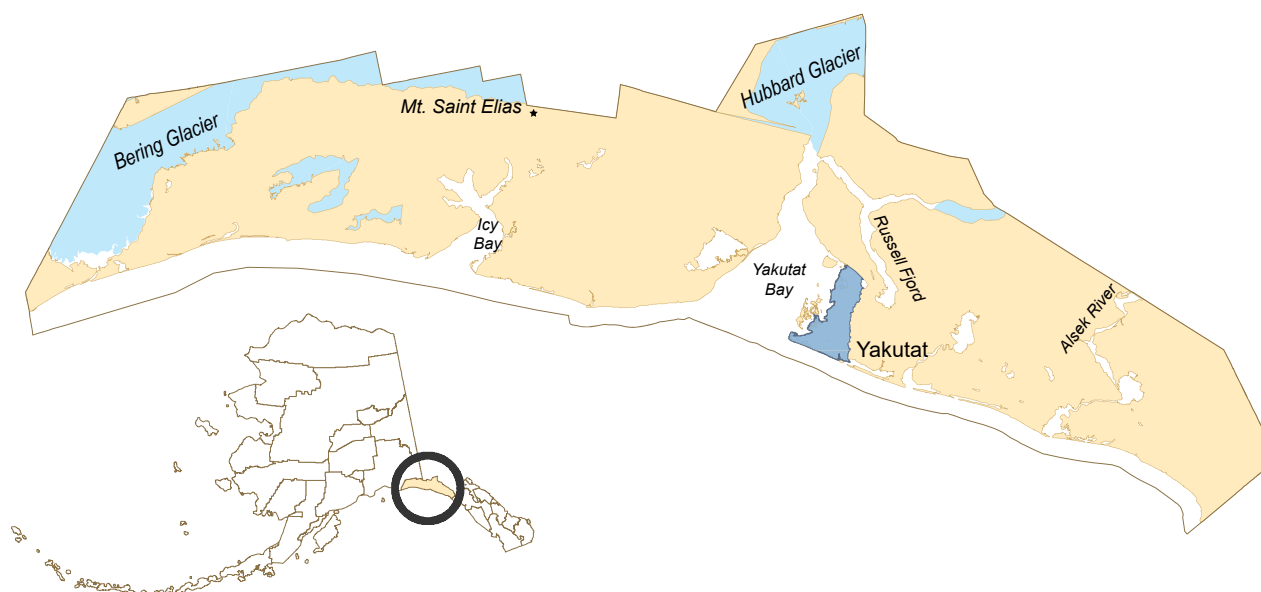 Hubbard Glacier
Mt. Saint Elias
Bering Glacier
Icy
Bay
Russell Fjord
Yakutat
Bay
Alsek River
Yakutat